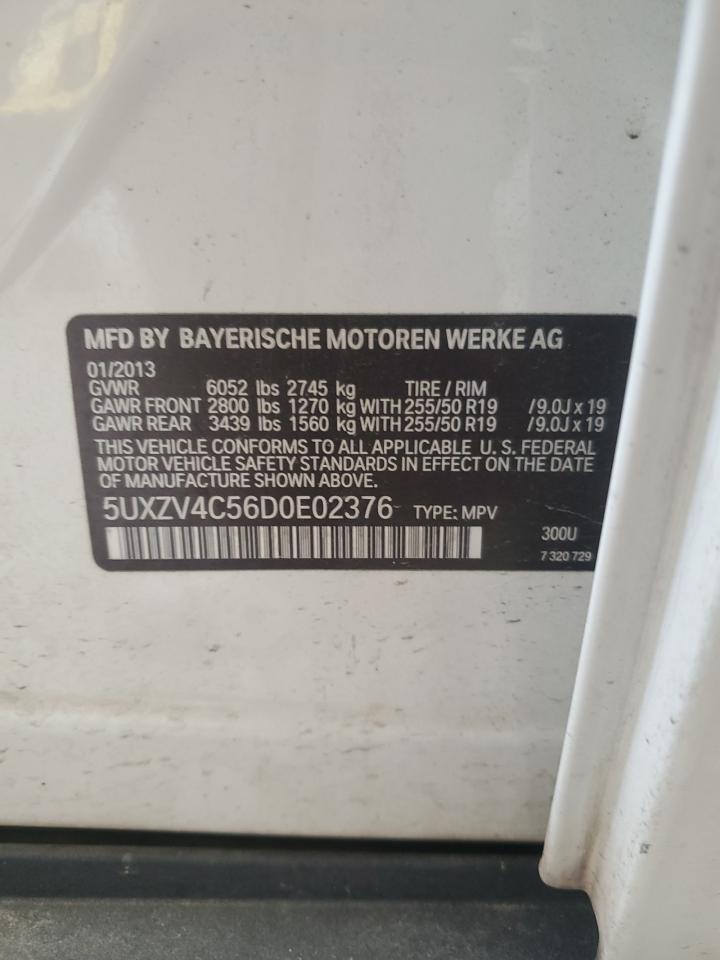 MFD BY BAYERISCHE MOTOREN WERKE AG
01/2013
GVWR 6052 lbs 2745 kg TIRE / RIM
GAWR FRONT 2800 lbs 1270 kg WITH 255/50 R19 /9.0J x 19
GAWR REAR 3439 lbs 1560 kg WITH 255/50 R19 /9.0J x 19
THIS VEHICLE CONFORMS TO ALL APPLICABLE U. S. FEDERAL
MOTOR VEHICLE SAFETY STANDARDS IN EFFECT ON THE DATE
OF MANUFACTURE SHOWN ABOVE.
5UXZV4C56D0E02376 TYPE: MPV
300U
7 320 729